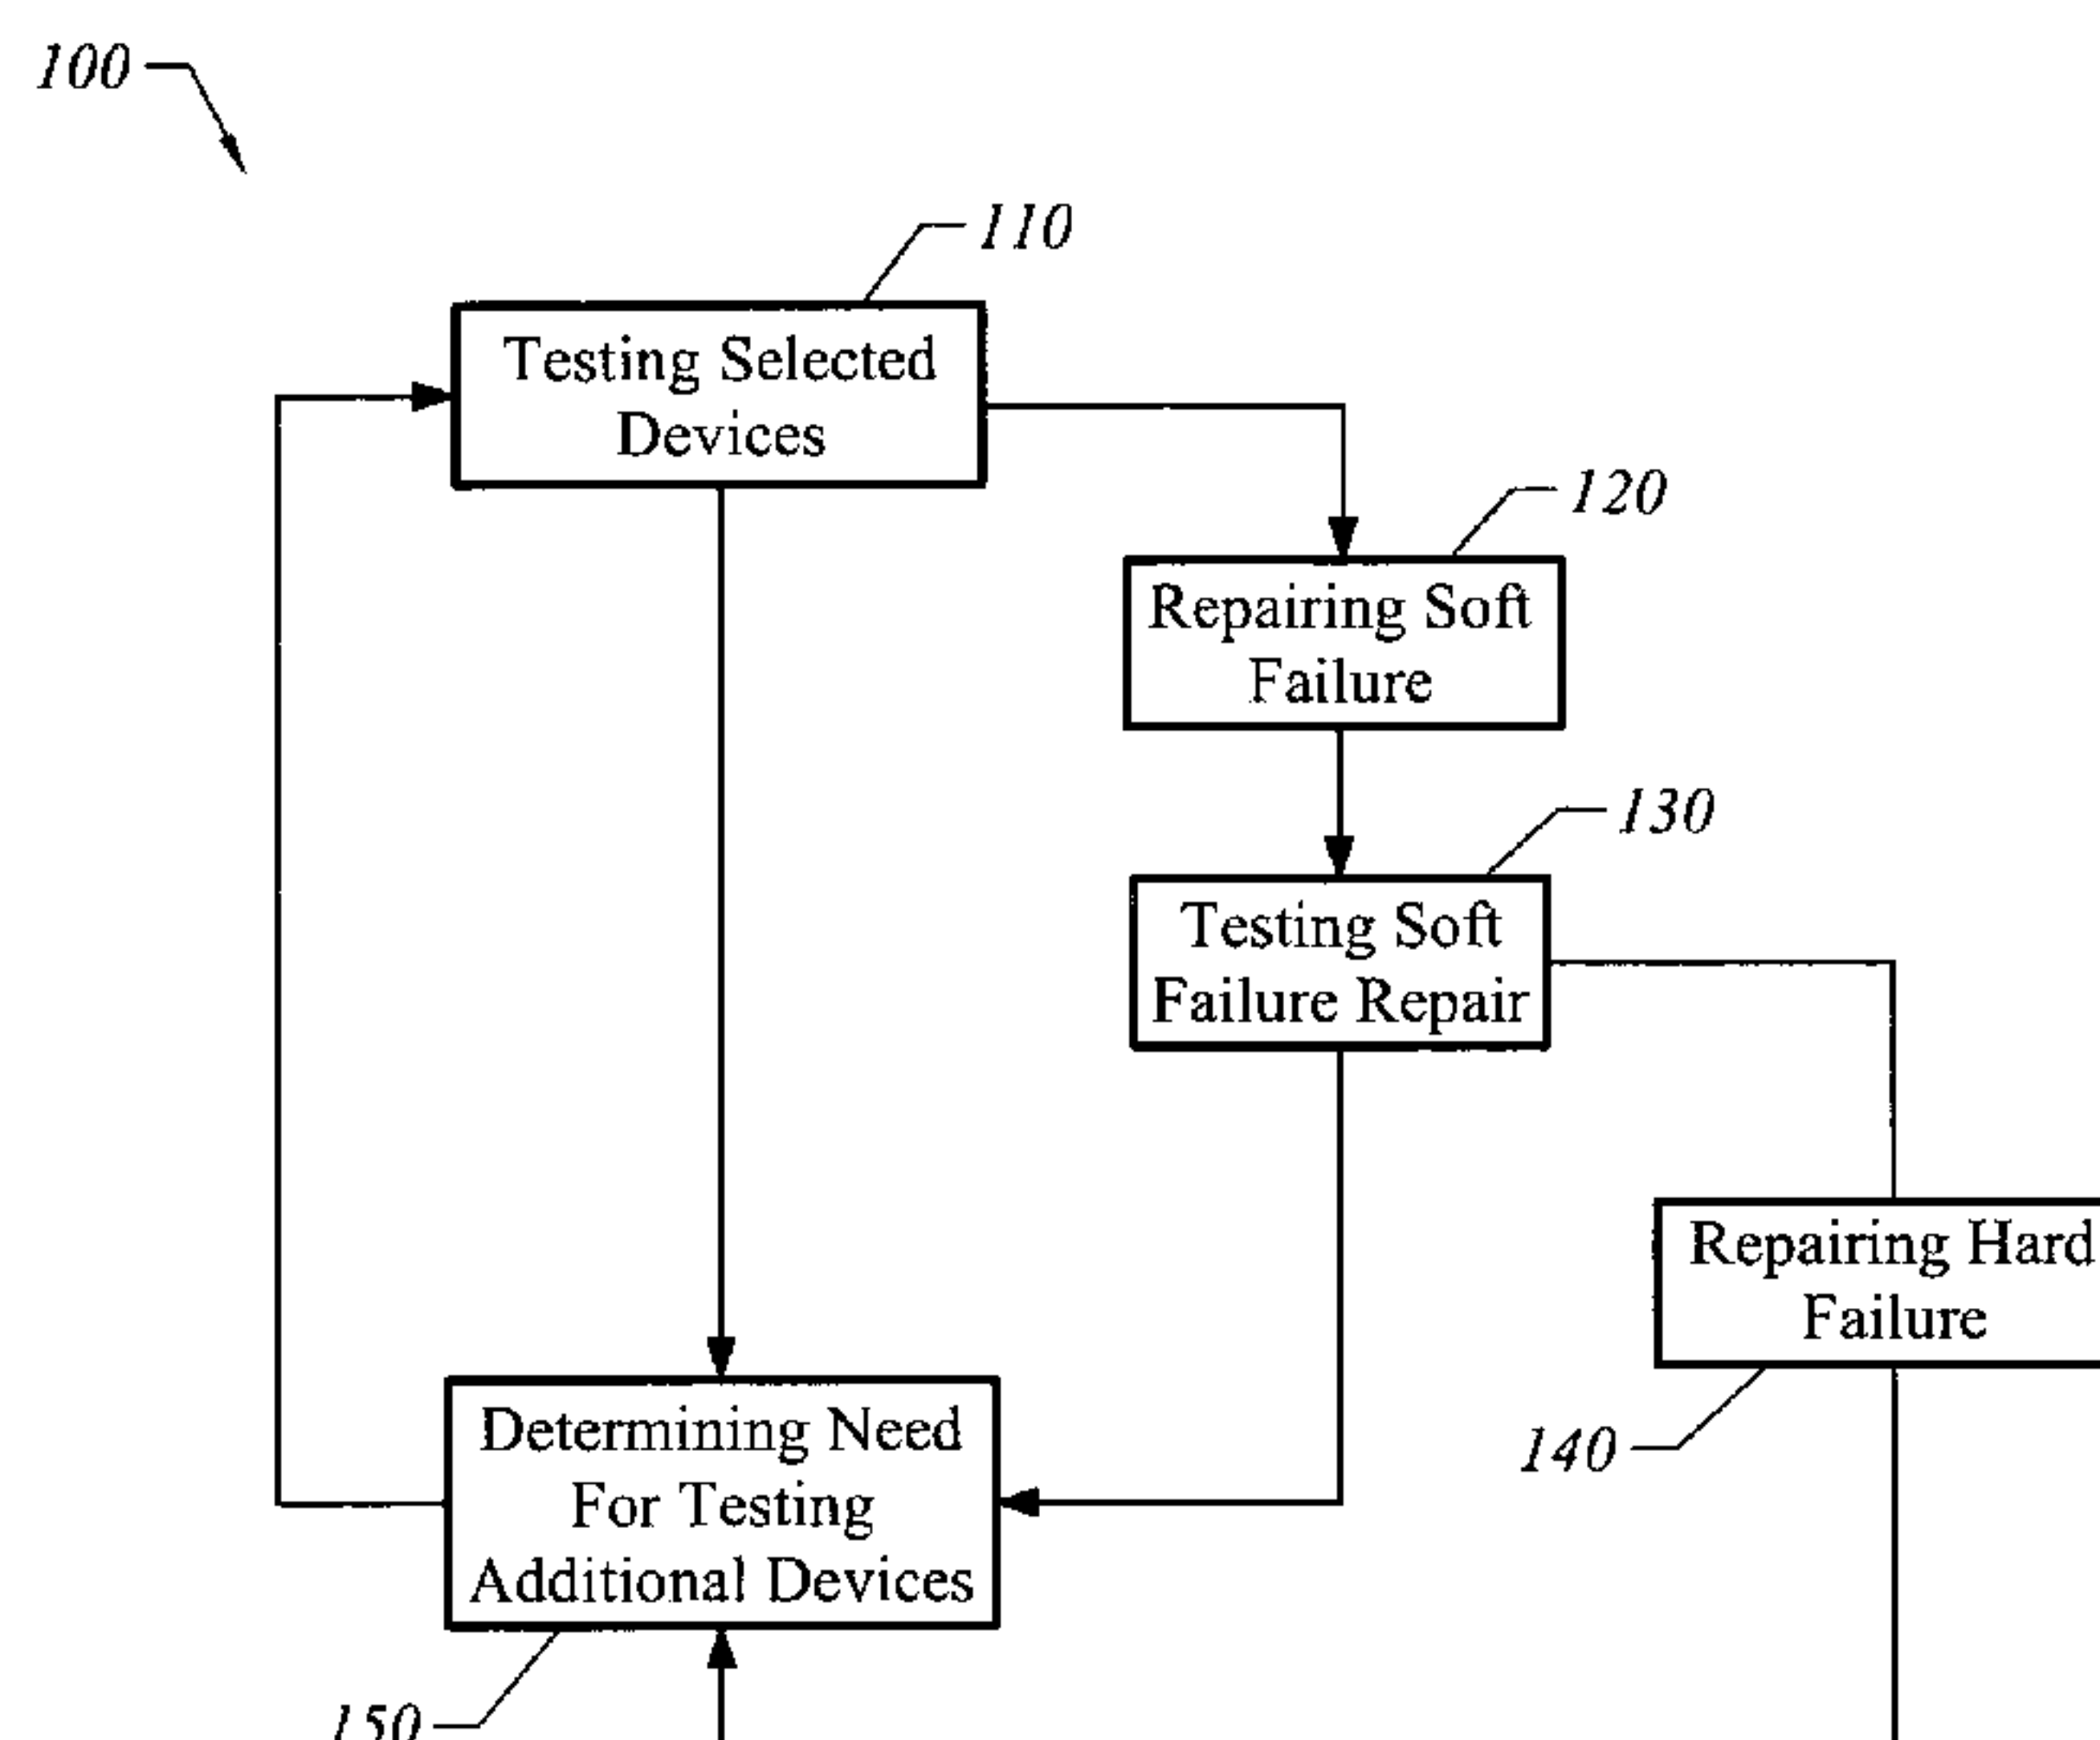 100
110
Testing Selected
Devices
120
Repairing Soft
Failure
130
Testing Soft
Failure Repair
Repairing Hard
Failure
140
Determining Need
For Testing
Additional Devices
150